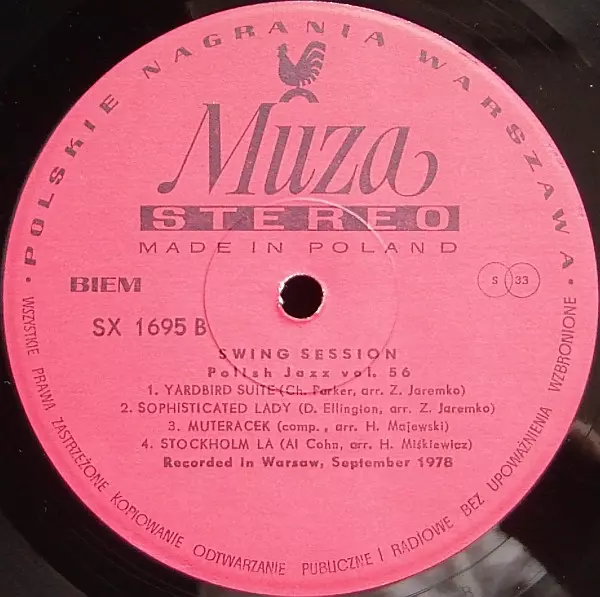 • POLSKIE NAGRANIA WARSZAWA •
Muza
STEREO
MADE IN POLAND
BIEM
S 33
SX 1695 B
SWING SESSION
Polish Jazz vol. 56
1. YARDBIRD SUITE (Ch. Parker, arr. Z. Jaremko)
2. SOPHISTICATED LADY (D. Ellington, arr. Z. Jaremko)
3. MUTERACEK (comp., arr. H. Majewski)
4. STOCKHOLM LA (Al Cohn, arr. H. Miśkiewicz)
Recorded in Warsaw, September 1978
WSZYSTKIE PRAWA ZASTRZEŻONE KOPIOWANIE ODTWARZANIE PUBLICZNE I RADIOWE BEZ UPOWAŻNIENIA WZBRONIONE